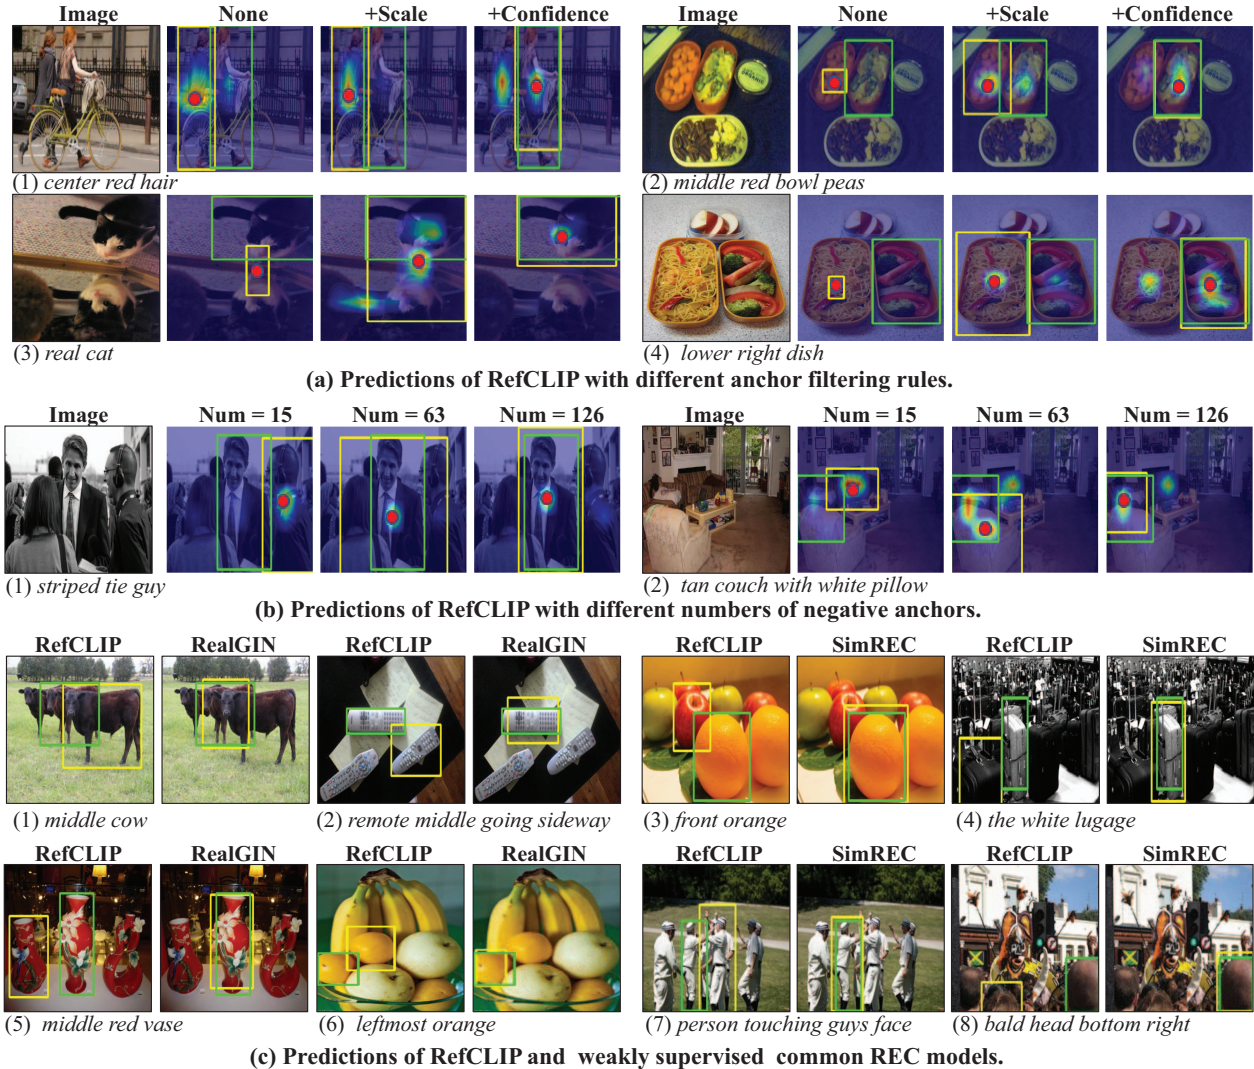 Image None +Scale +Confidence Image None +Scale +Confidence
ORGANIC
(1) center red hair (2) middle red bowl peas
(3) real cat (4) lower right dish
(a) Predictions of RefCLIP with different anchor filtering rules.
Image Num = 15 Num = 63 Num = 126 Image Num = 15 Num = 63 Num = 126
(1) striped tie guy (2) tan couch with white pillow
(b) Predictions of RefCLIP with different numbers of negative anchors.
RefCLIP RealGIN RefCLIP RealGIN RefCLIP SimREC RefCLIP SimREC
(1) middle cow (2) remote middle going sideway (3) front orange (4) the white lugage
RefCLIP RealGIN RefCLIP RealGIN RefCLIP SimREC RefCLIP SimREC
(5) middle red vase (6) leftmost orange (7) person touching guys face (8) bald head bottom right
(c) Predictions of RefCLIP and weakly supervised common REC models.